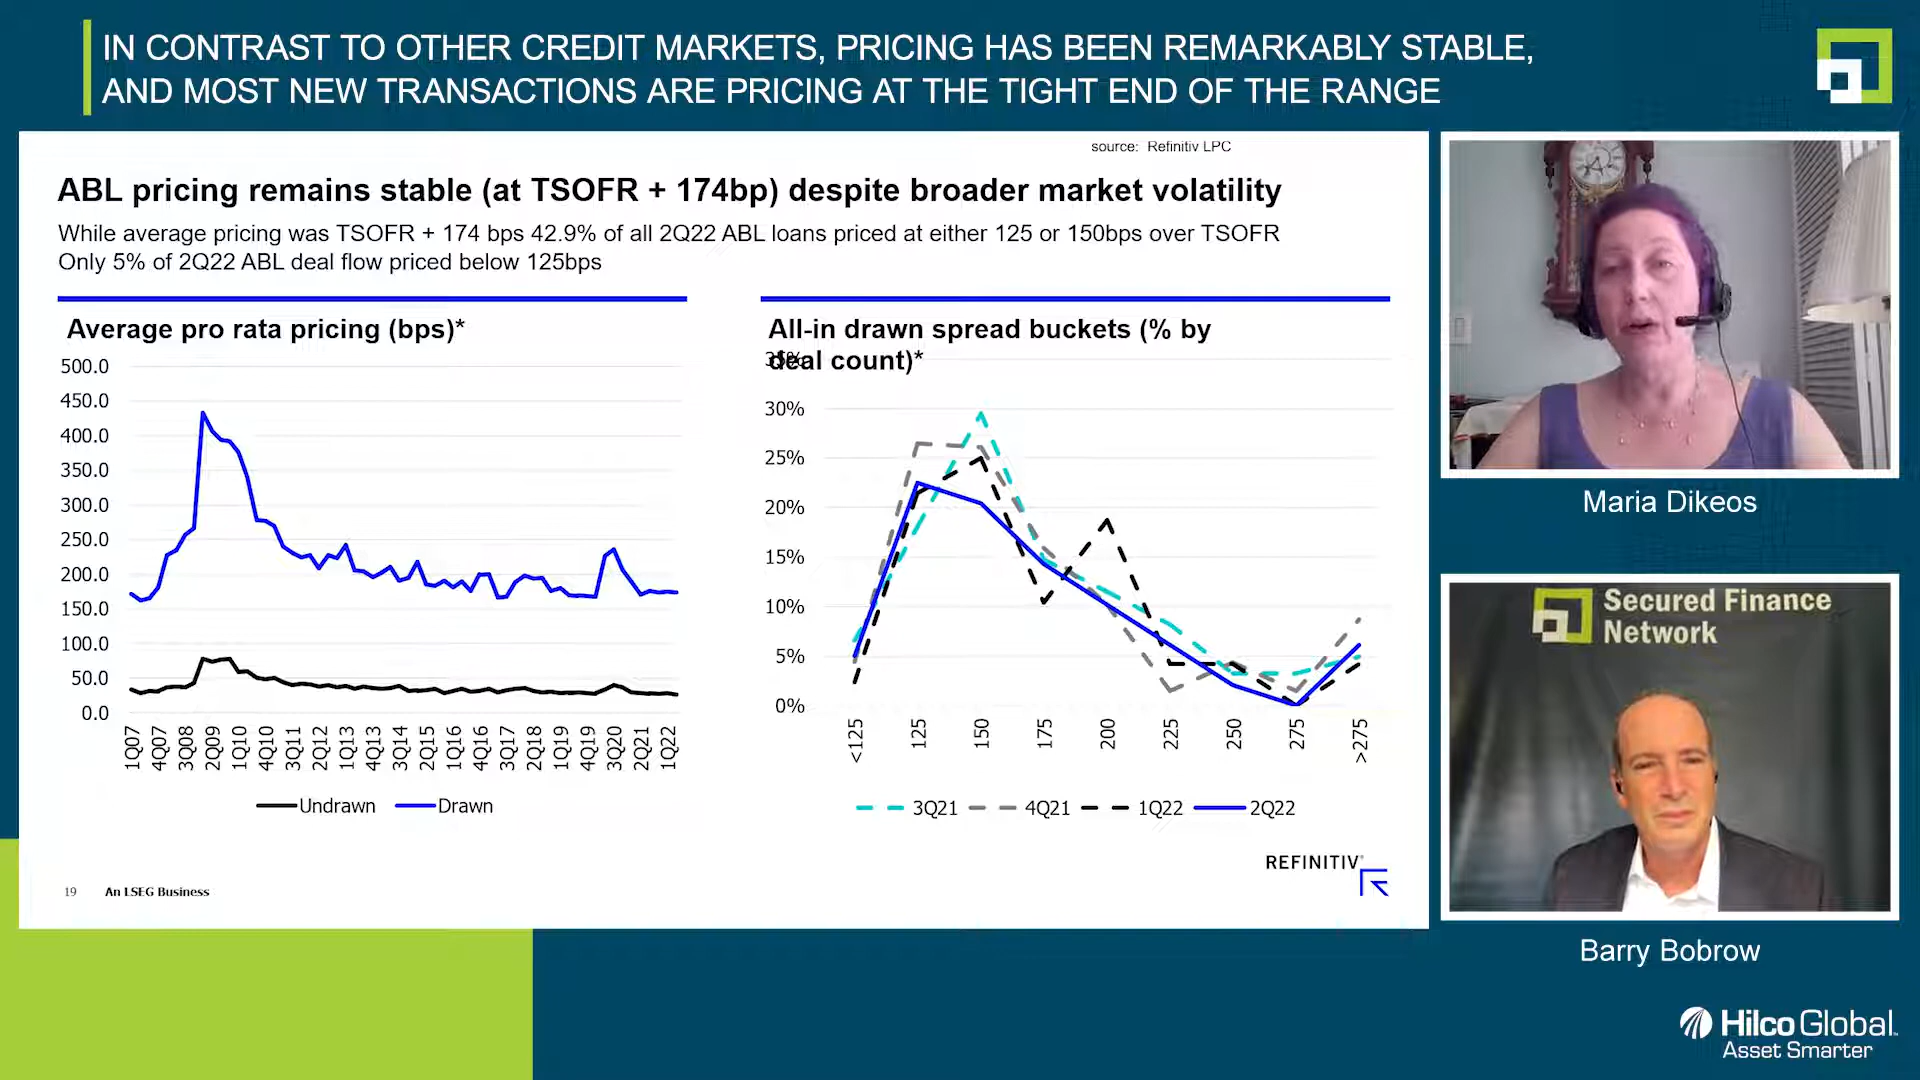 IN CONTRAST TO OTHER CREDIT MARKETS, PRICING HAS BEEN REMARKABLY STABLE,
AND MOST NEW TRANSACTIONS ARE PRICING AT THE TIGHT END OF THE RANGE
source: Refinitiv LPC
ABL pricing remains stable (at TSOFR + 174bp) despite broader market volatility
While average pricing was TSOFR + 174 bps 42.9% of all 2Q22 ABL loans priced at either 125 or 150bps over TSOFR
Only 5% of 2Q22 ABL deal flow priced below 125bps
Average pro rata pricing (bps)*
500.0
450.0
400.0
350.0
300.0
250.0
200.0
150.0
100.0
50.0
0.0
1Q07 4Q07 3Q08 2Q09 1Q10 4Q10 3Q11 2Q12 1Q13 4Q13 3Q14 2Q15 1Q16 4Q16 3Q17 2Q18 1Q19 4Q19 3Q20 2Q21 1Q22
Undrawn Drawn
All-in drawn spread buckets (% by
deal count)*
35%
30%
25%
20%
15%
10%
5%
0%
<125 125 150 175 200 225 250 275 >275
3Q21 4Q21 1Q22 2Q22
REFINITIV
19 An LSEG Business
Maria Dikeos
Secured Finance
Network
Barry Bobrow
Hilco Global
Asset Smarter